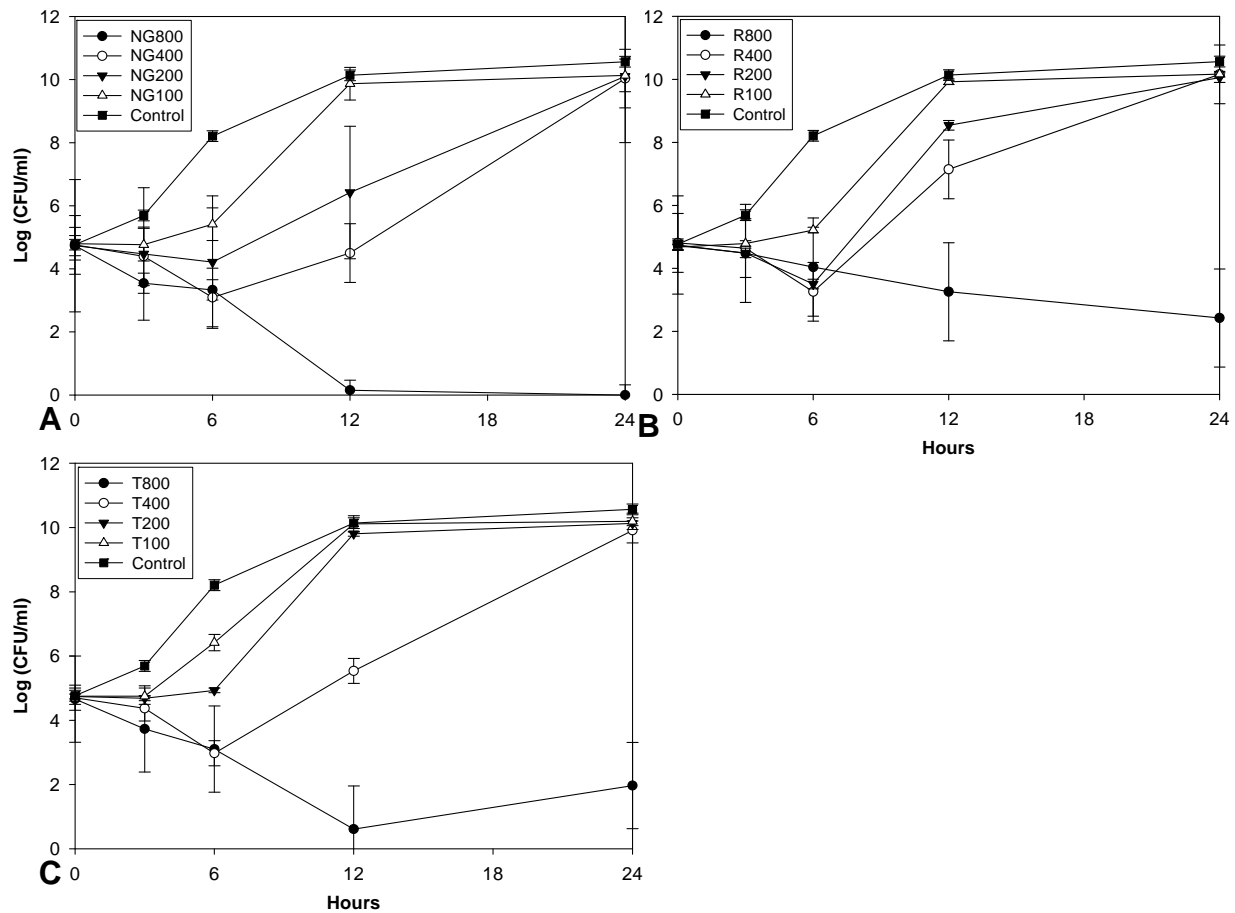 NG800
NG400
NG200
NG100
Control
Log (CFU/ml)
12
10
8
6
4
2
0
0 6 12 18 24
A
R800
R400
R200
R100
Control
12
10
8
6
4
2
0
0 6 12 18 24
B
Hours
T800
T400
T200
T100
Control
Log (CFU/ml)
12
10
8
6
4
2
0
0 6 12 18 24
C
Hours